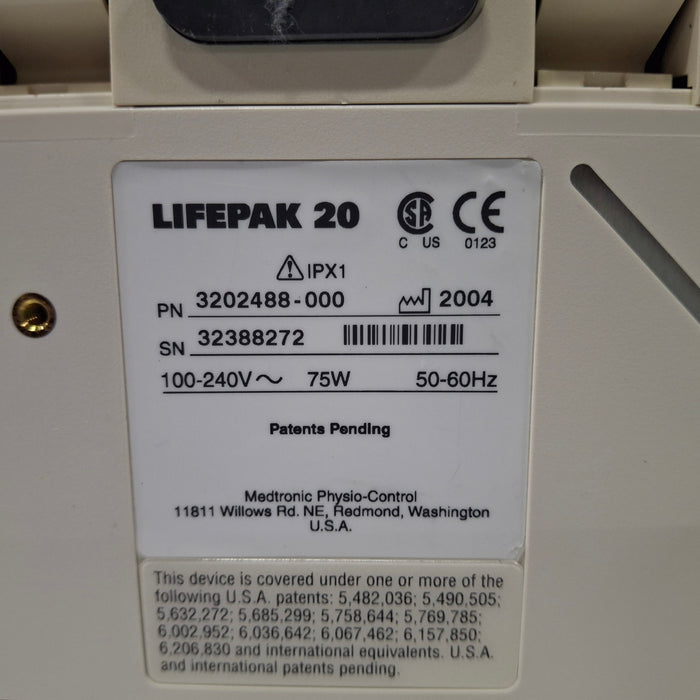 LIFEPAK 20
C US
0123
IPX1
PN 3202488-000 2004
SN 32388272
100-240V~ 75W 50-60Hz
Patents Pending
Medtronic Physio-Control
11811 Willows Rd. NE, Redmond, Washington
U.S.A.
This device is covered under one or more of the
following U.S.A. patents: 5,482,036; 5,490,505;
5,632,272; 5,685,299; 5,758,644; 5,769,785;
6,002,952; 6,036,642; 6,067,462; 6,157,850;
6,206,830 and international equivalents. U.S.A.
and international patents pending.